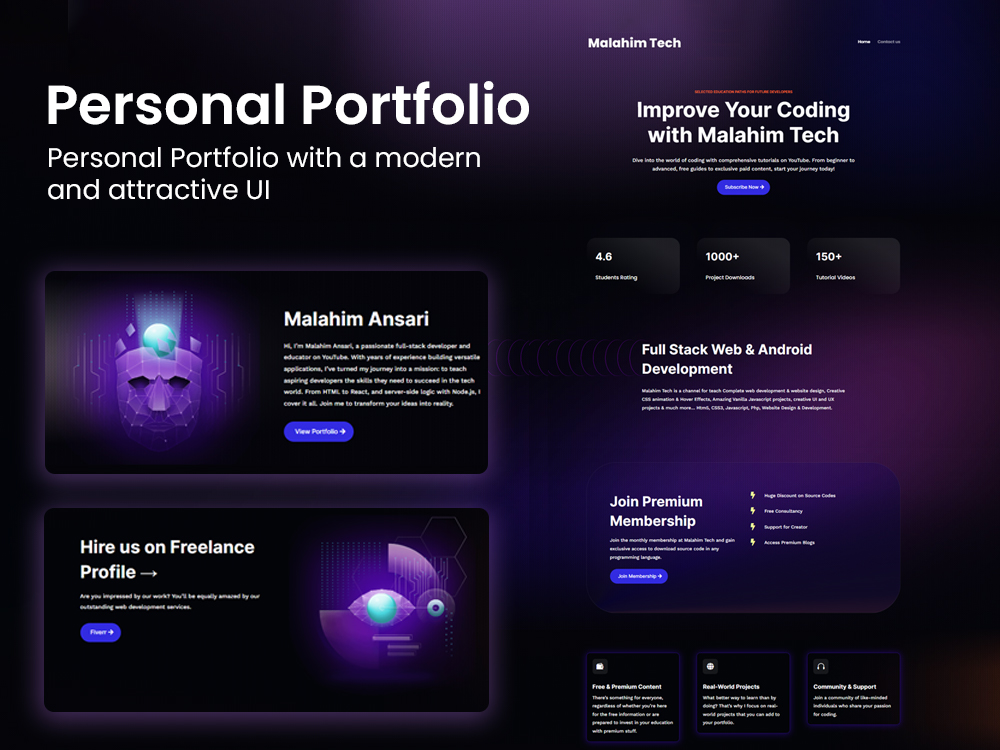 Personal Portfolio
Personal Portfolio with a modern
and attractive UI
Malahim Ansari
Hi, I'm Malahim Ansari, a passionate full-stack developer and
educator on YouTube. With years of experience building versatile
applications, I've turned my journey into a mission: to teach
aspiring developers the skills they need to succeed in the tech
world. From HTML to React, and server-side logic with Node.js, I
cover it all. Join me to transform your ideas into reality.
View Portfolio →
Hire us on Freelance
Profile →
Are you impressed by our work? You'll be equally amazed by our
outstanding web development services.
Fiverr →
Malahim Tech
Home Contact us
SELECTED EDUCATION PATHS FOR FUTURE DEVELOPERS
Improve Your Coding
with Malahim Tech
Dive into the world of coding with comprehensive tutorials on YouTube. From beginner to
advanced, free guides to exclusive paid content, start your journey today!
Subscribe Now →
4.6
Students Rating
1000+
Project Downloads
150+
Tutorial Videos
Full Stack Web & Android
Development
Malahim Tech is a channel for teach Complete web development & website design, Creative
CSS animation & Hover Effects, Amazing Vanilla Javascript projects, creative UI and UX
projects & much more... Html5, CSS3, Javascript, Php, Website Design & Development.
Join Premium
Membership
Join the monthly membership at Malahim Tech and gain
exclusive access to download source code in any
programming language.
Join Membership →
Huge Discount on Source Codes
Free Consultancy
Support for Creator
Access Premium Blogs
Free & Premium Content
There's something for everyone,
regardless of whether you're here
for the free information or are
prepared to invest in your education
with premium stuff.
Real-World Projects
What better way to learn than by
doing? That's why I focus on real-
world projects that you can add to
your portfolio.
Community & Support
Join a community of like-minded
individuals who share your passion
for coding.